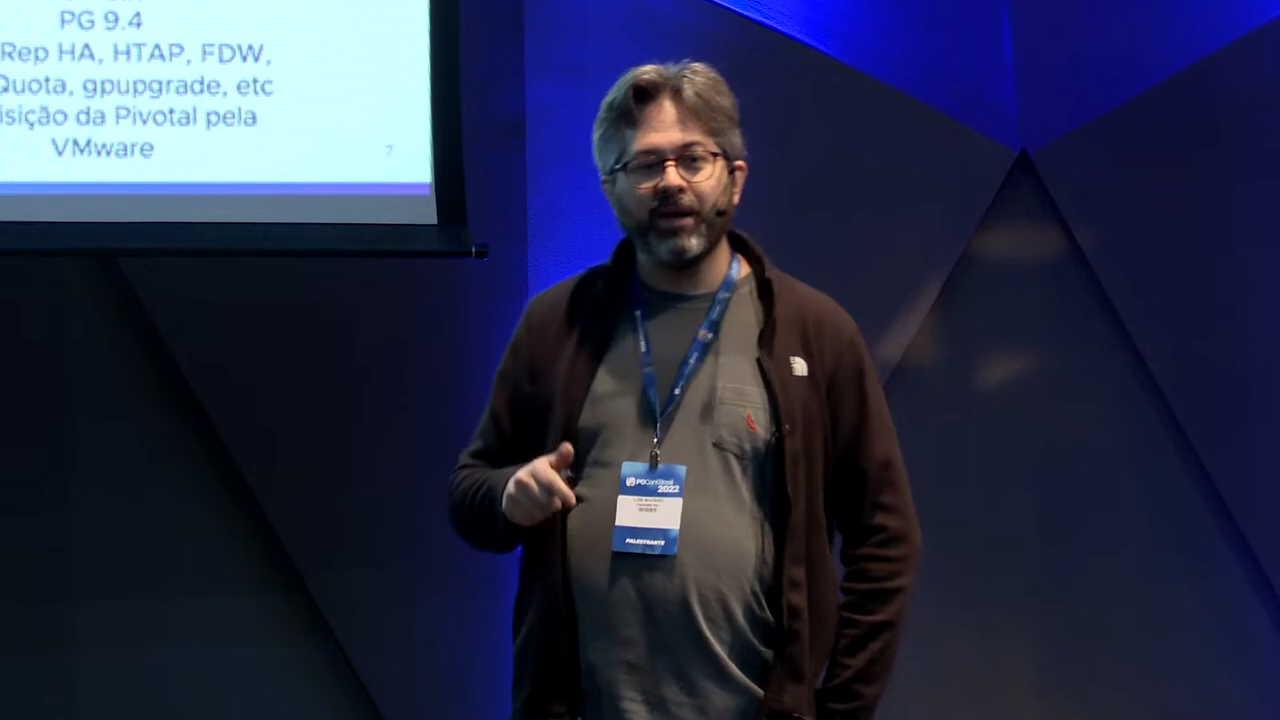 PG 9.4
Rep HA, HTAP, FDW,
Quota, gpupgrade, etc
isição da Pivotal pela
VMware
7
PGConf.Brasil
2022
PALESTRANTE